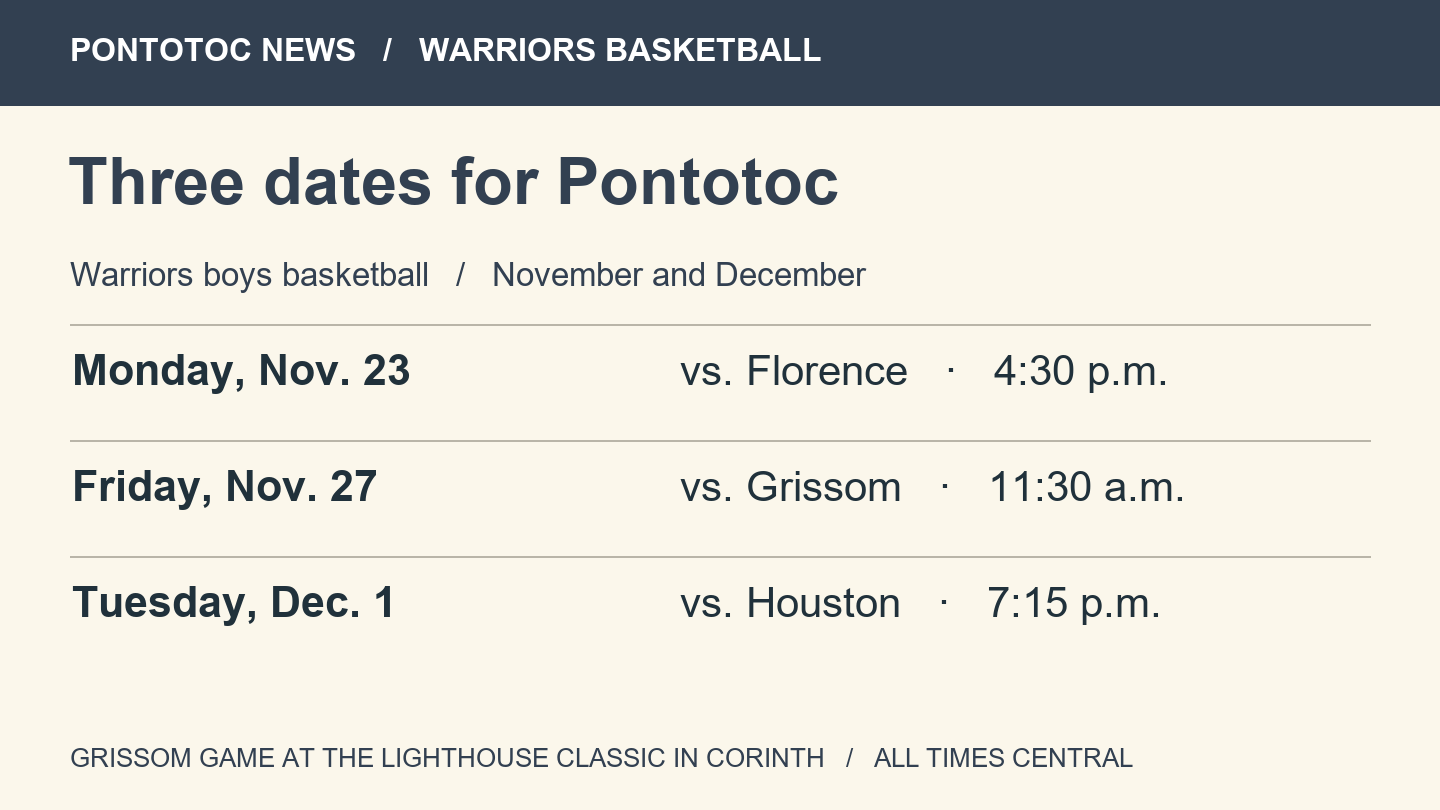 PONTOTOC NEWS / WARRIORS BASKETBALL
Three dates for Pontotoc
Warriors boys basketball / November and December
Monday, Nov. 23 vs. Florence · 4:30 p.m.
Friday, Nov. 27 vs. Grissom · 11:30 a.m.
Tuesday, Dec. 1 vs. Houston · 7:15 p.m.
GRISSOM GAME AT THE LIGHTHOUSE CLASSIC IN CORINTH / ALL TIMES CENTRAL